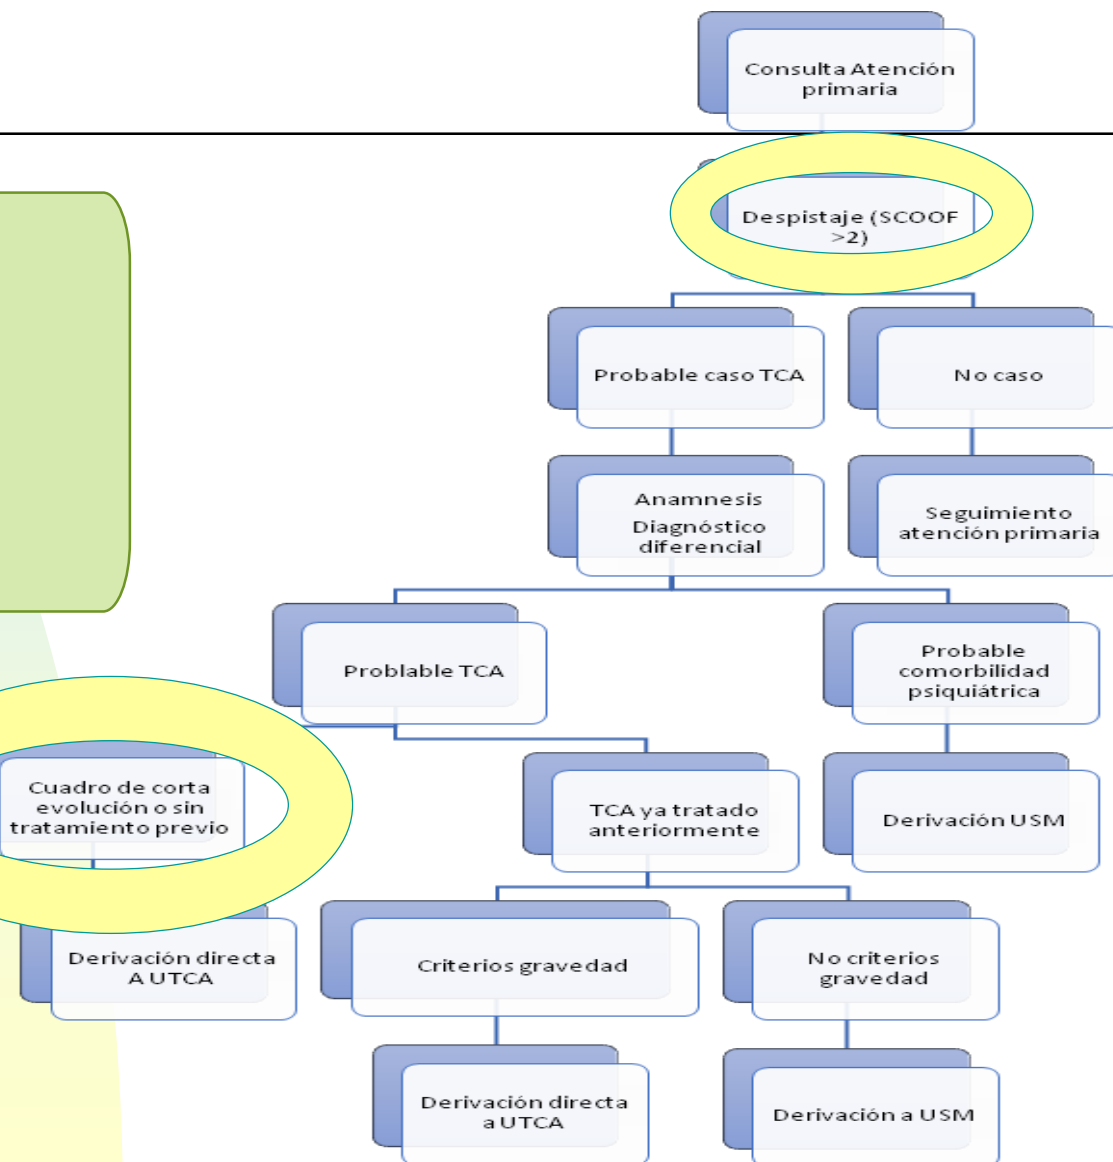 Consulta Atención
primaria
Despistaje (SCOOF
>2)
Probable caso TCA
No caso
Anamnesis
Diagnóstico
diferencial
Seguimiento
atención primaria
Problable TCA
Probable
comorbilidad
psiquiátrica
Cuadro de corta
evolución o sin
tratamiento previo
TCA ya tratado
anteriormente
Derivación USM
Derivación directa
A UTCA
Criterios gravedad
No criterios
gravedad
Derivación directa
a UTCA
Derivación a USM